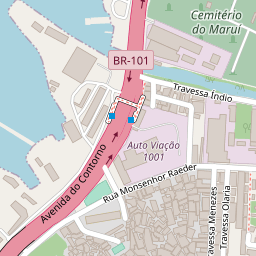 Cemitério
do Maruí
BR-101
Travessa Índio
Auto Viação
1001
Avenida do Contorno
Rua Monsenhor Raeder
Travessa Menezes
Travessa Olaria